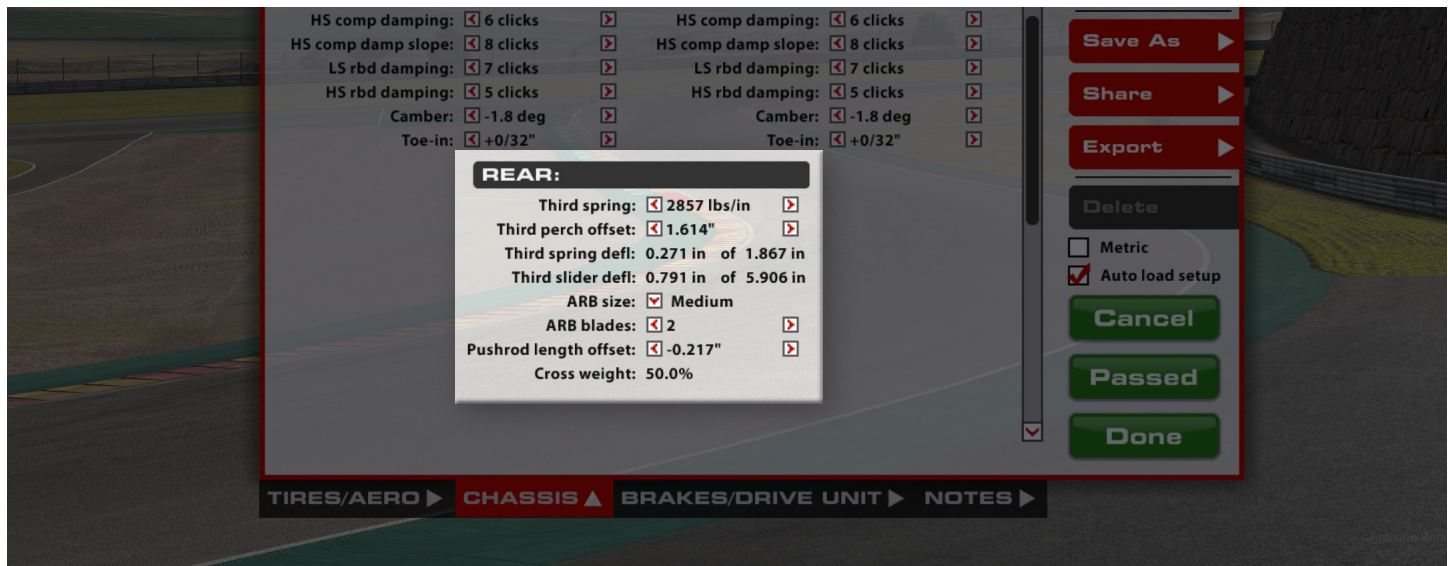 HS comp damping: 6 clicks HS comp damping: 6 clicks
HS comp damp slope: 8 clicks HS comp damp slope: 8 clicks
LS rbd damping: 7 clicks LS rbd damping: 7 clicks
HS rbd damping: 5 clicks HS rbd damping: 5 clicks
Camber: -1.8 deg Camber: -1.8 deg
Toe-in: +0/32" Toe-in: +0/32"
REAR:
Third spring: 2857 lbs/in
Third perch offset: 1.614"
Third spring defl: 0.271 in of 1.867 in
Third slider defl: 0.791 in of 5.906 in
ARB size: Medium
ARB blades: 2
Pushrod length offset: -0.217"
Cross weight: 50.0%
Save As
Share
Export
Delete
Metric
Auto load setup
Cancel
Passed
Done
TIRES/AERO CHASSIS BRAKES/DRIVE UNIT NOTES